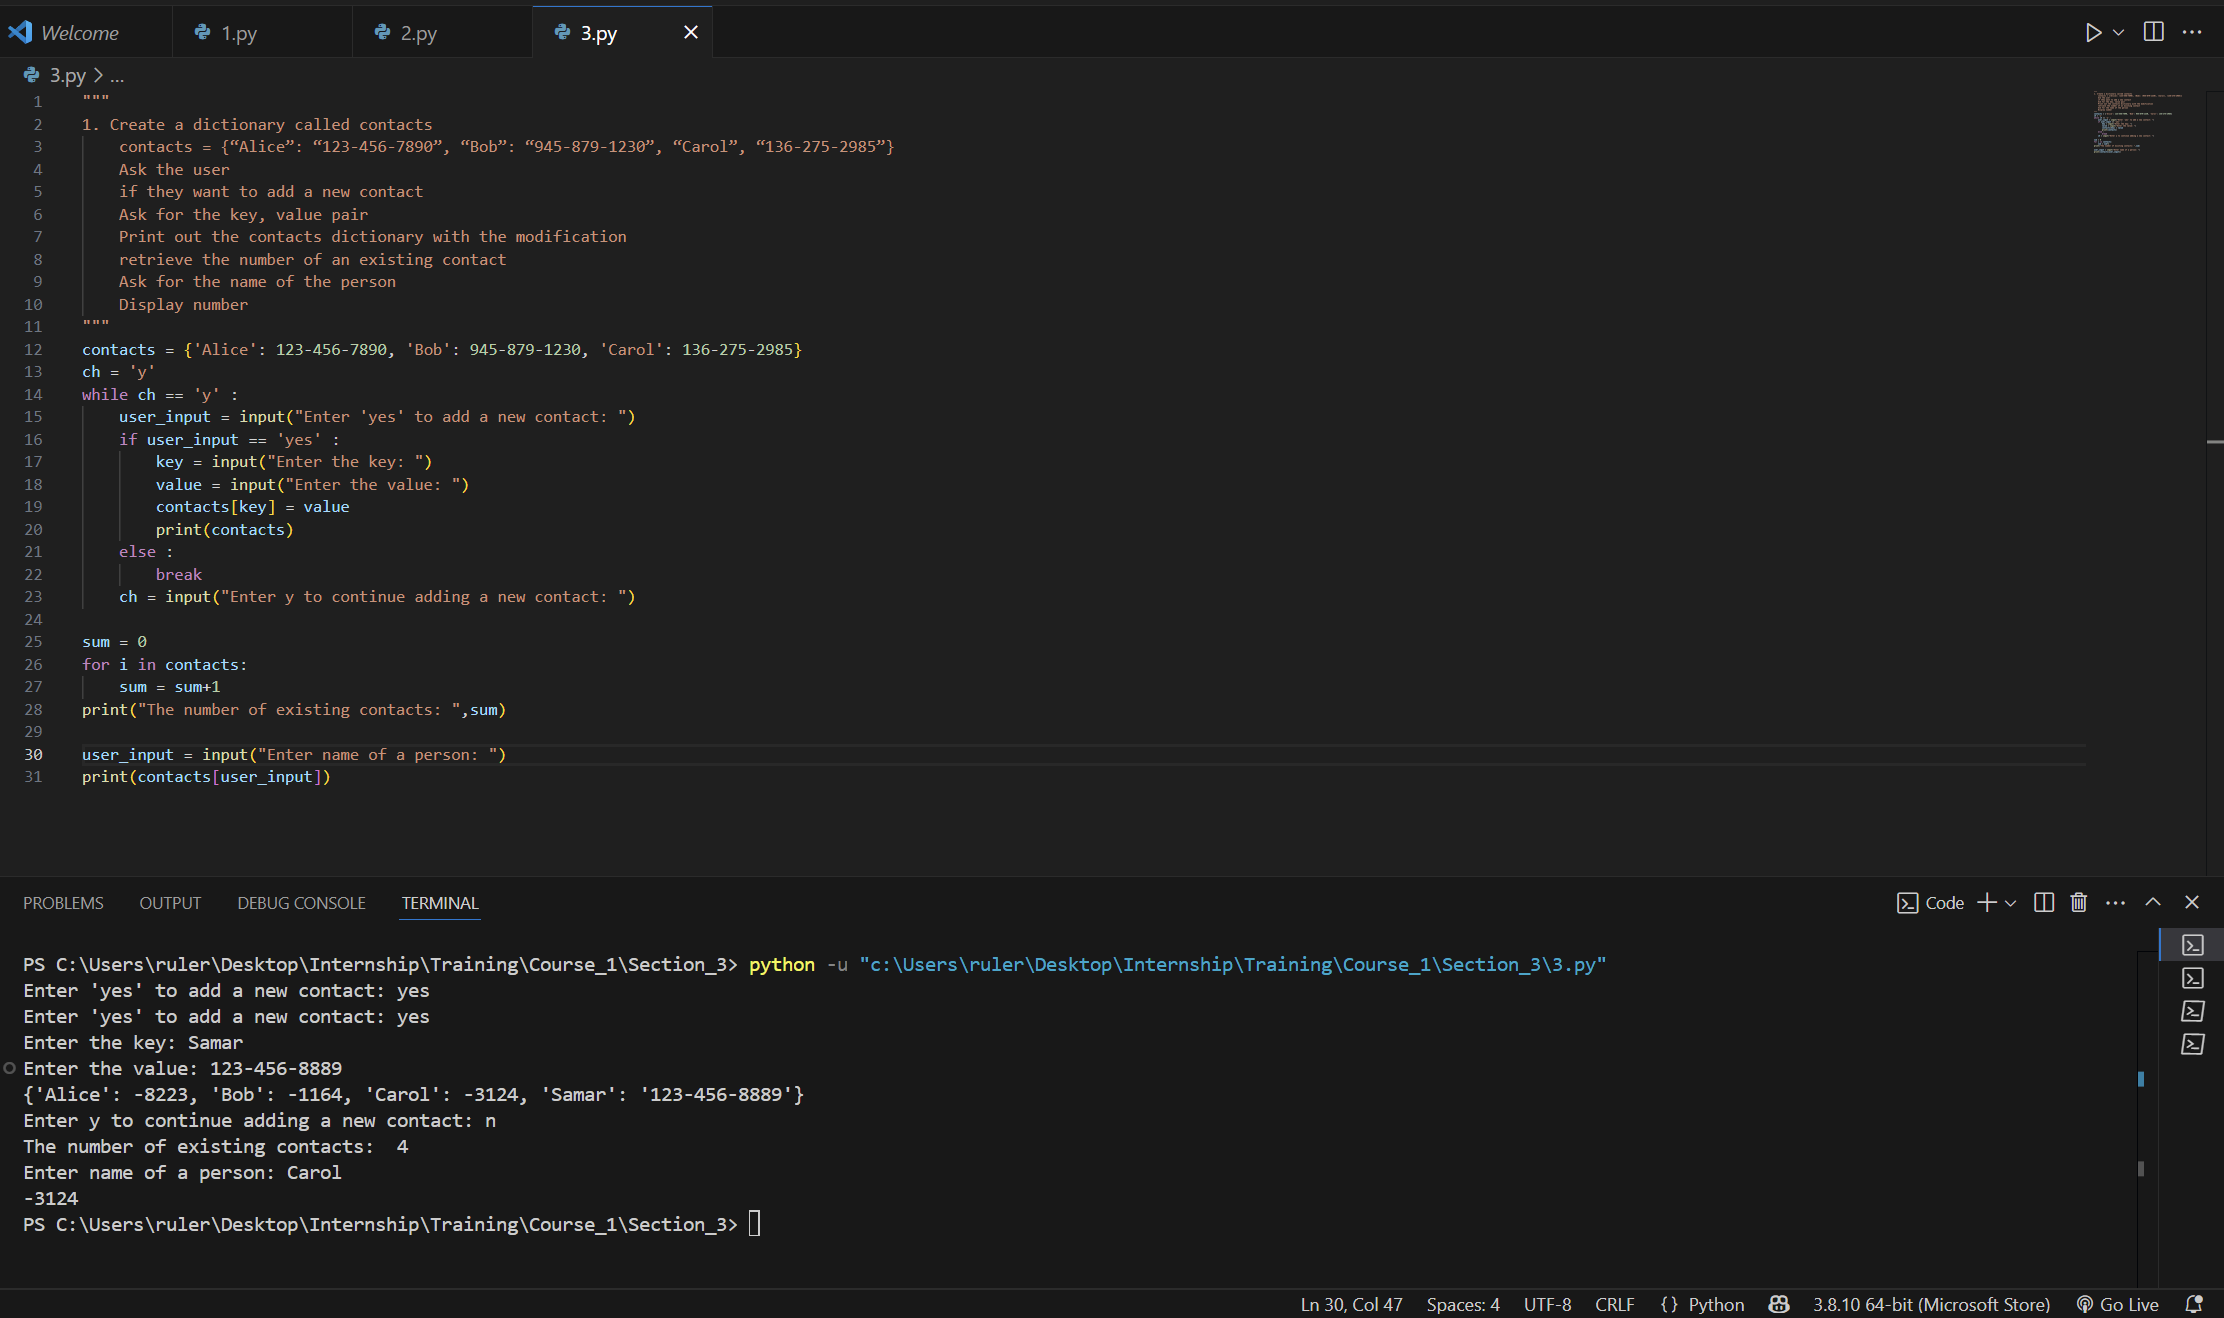 Welcome
1.py
2.py
3.py
3.py > ...
1 """
2 1. Create a dictionary called contacts
3 contacts = {“Alice”: “123-456-7890”, “Bob”: “945-879-1230”, “Carol”, “136-275-2985”}
4 Ask the user
5 if they want to add a new contact
6 Ask for the key, value pair
7 Print out the contacts dictionary with the modification
8 retrieve the number of an existing contact
9 Ask for the name of the person
10 Display number
11 """
12 contacts = {'Alice': 123-456-7890, 'Bob': 945-879-1230, 'Carol': 136-275-2985}
13 ch = 'y'
14 while ch == 'y' :
15 user_input = input("Enter 'yes' to add a new contact: ")
16 if user_input == 'yes' :
17 key = input("Enter the key: ")
18 value = input("Enter the value: ")
19 contacts[key] = value
20 print(contacts)
21 else :
22 break
23 ch = input("Enter y to continue adding a new contact: ")
24
25 sum = 0
26 for i in contacts:
27 sum = sum+1
28 print("The number of existing contacts: ",sum)
29
30 user_input = input("Enter name of a person: ")
31 print(contacts[user_input])
PROBLEMS OUTPUT DEBUG CONSOLE TERMINAL
Code
PS C:\Users\ruler\Desktop\Internship\Training\Course_1\Section_3> python -u "c:\Users\ruler\Desktop\Internship\Training\Course_1\Section_3\3.py"
Enter 'yes' to add a new contact: yes
Enter 'yes' to add a new contact: yes
Enter the key: Samar
Enter the value: 123-456-8889
{'Alice': -8223, 'Bob': -1164, 'Carol': -3124, 'Samar': '123-456-8889'}
Enter y to continue adding a new contact: n
The number of existing contacts:  4
Enter name of a person: Carol
-3124
PS C:\Users\ruler\Desktop\Internship\Training\Course_1\Section_3>
Ln 30, Col 47 Spaces: 4 UTF-8 CRLF {} Python 3.8.10 64-bit (Microsoft Store) Go Live